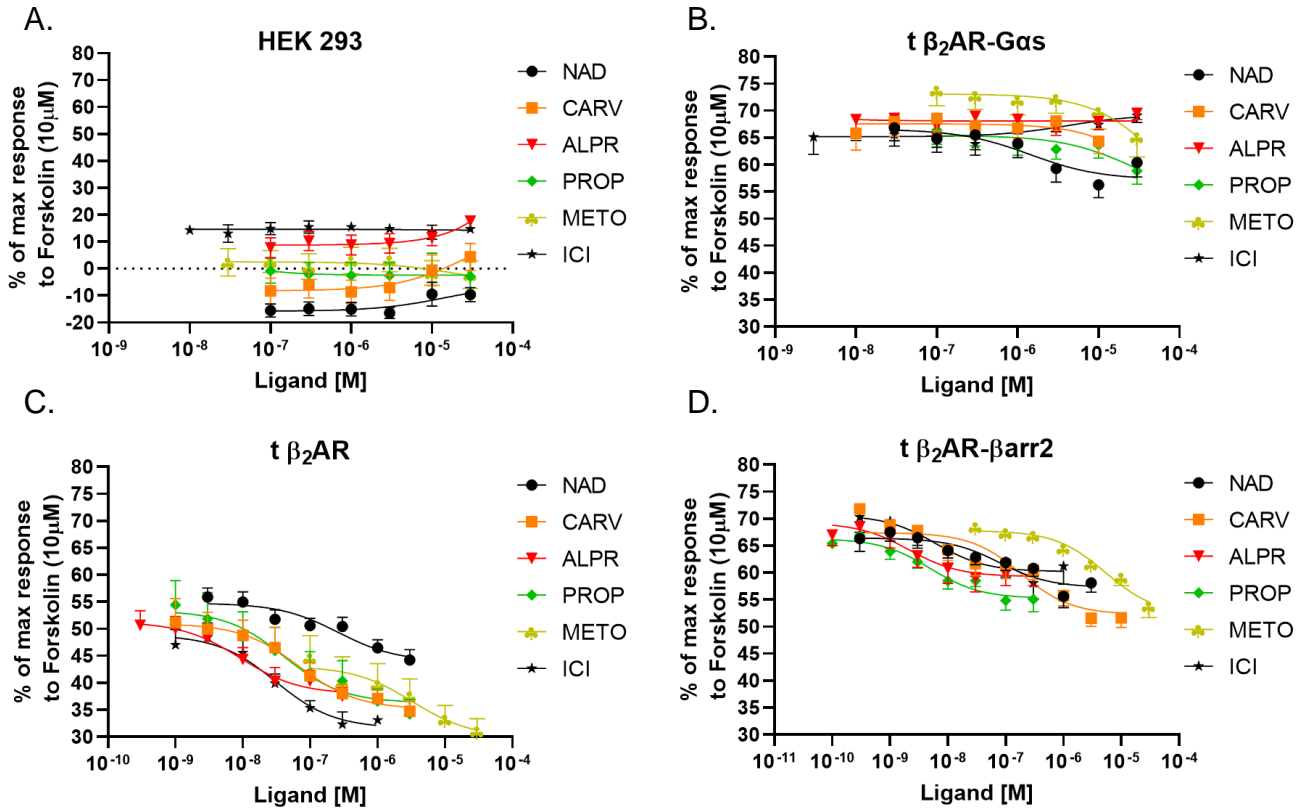 A.
HEK 293
% of max response
to Forskolin (10μM)
80
70
60
50
40
30
20
10
0
-10
-20
10⁻⁹
10⁻⁸
10⁻⁷
10⁻⁶
10⁻⁵
10⁻⁴
Ligand [M]
NAD
CARV
ALPR
PROP
METO
ICI
B.
t β₂AR-Gαs
% of max response
to Forskolin (10μM)
80
75
70
65
60
55
50
45
40
35
30
10⁻⁹
10⁻⁸
10⁻⁷
10⁻⁶
10⁻⁵
10⁻⁴
Ligand [M]
NAD
CARV
ALPR
PROP
METO
ICI
C.
t β₂AR
% of max response
to Forskolin (10μM)
80
75
70
65
60
55
50
45
40
35
30
10⁻¹⁰
10⁻⁹
10⁻⁸
10⁻⁷
10⁻⁶
10⁻⁵
10⁻⁴
Ligand [M]
NAD
CARV
ALPR
PROP
METO
ICI
D.
t β₂AR-βarr2
% of max response
to Forskolin (10μM)
80
75
70
65
60
55
50
45
40
35
30
10⁻¹¹
10⁻¹⁰
10⁻⁹
10⁻⁸
10⁻⁷
10⁻⁶
10⁻⁵
10⁻⁴
Ligand [M]
NAD
CARV
ALPR
PROP
METO
ICI